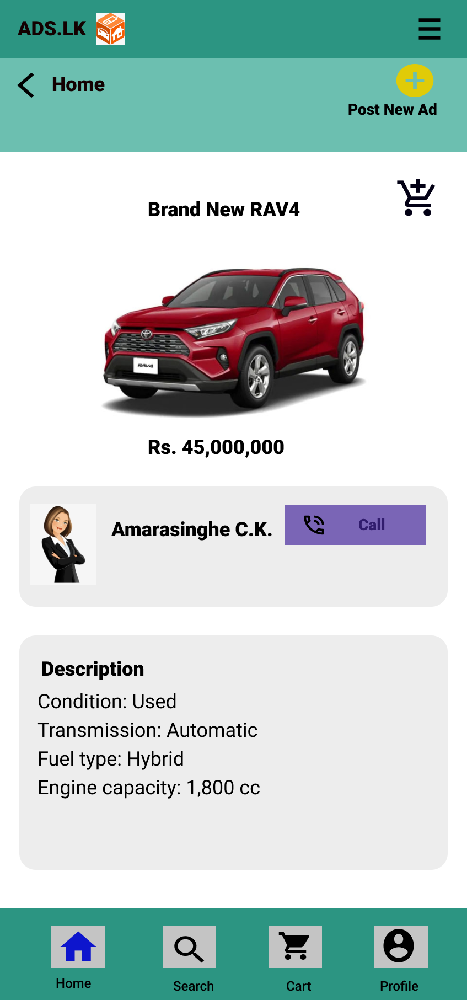 ADS.LK
Home
Post New Ad
Brand New RAV4
RAV4
Rs. 45,000,000
Amarasinghe C.K.
Call
Description
Condition: Used
Transmission: Automatic
Fuel type: Hybrid
Engine capacity: 1,800 cc
Home
Search
Cart
Profile